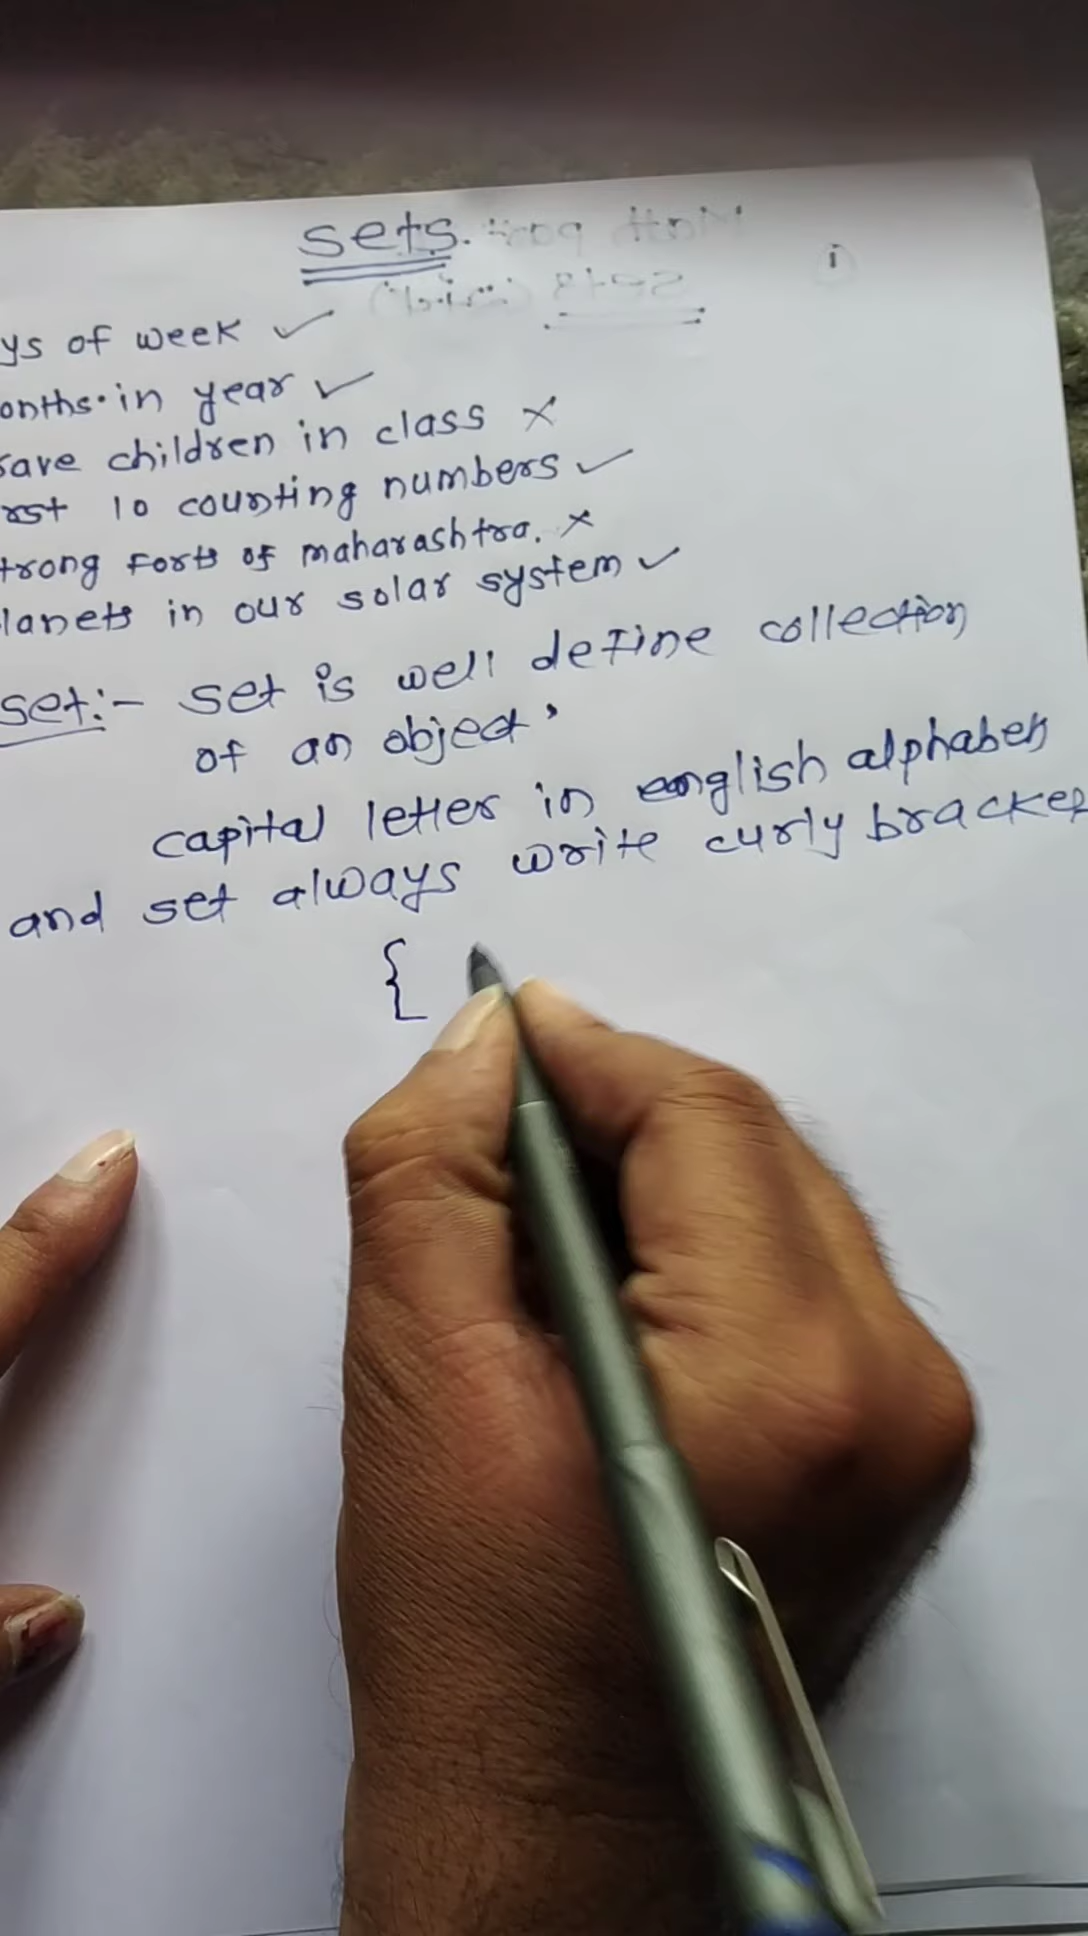 sets.
ys of week ✓
onths in year ✓
rave children in class ×
rst 10 counting numbers ✓
trong forts of maharashtra. ×
lanets in our solar system ✓
set:- set is well define collection
of an object'
capital letter in english alphabets
and set always write curly bracket
{